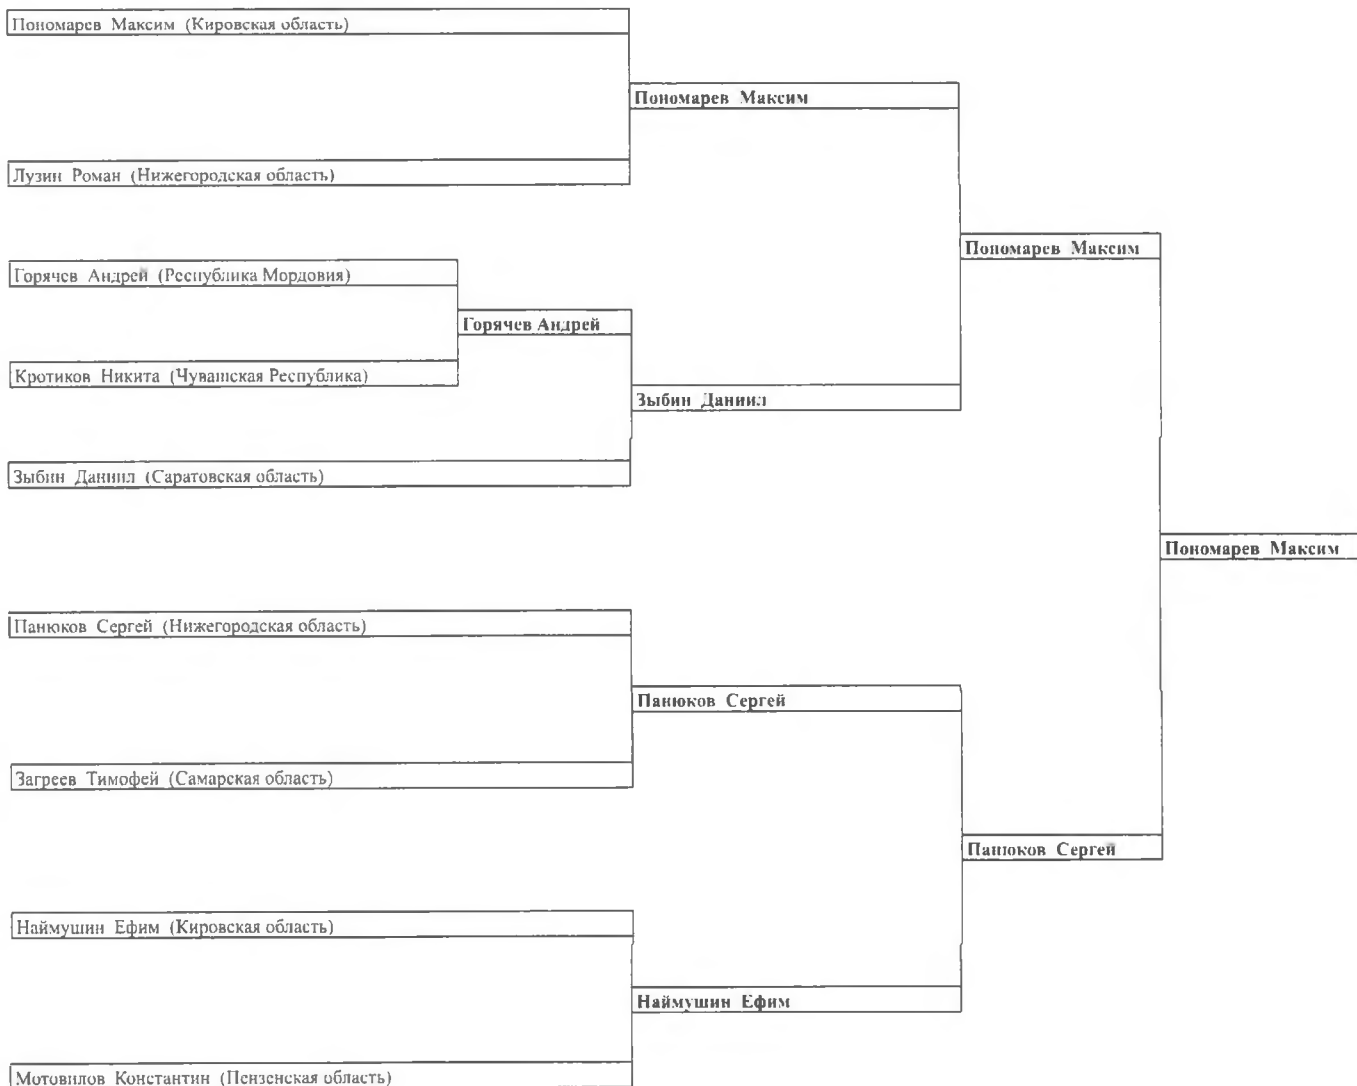 Пономарев Максим (Кировская область)
Пономарев Максим
Лузин Роман (Нижегородская область)
Пономарев Максим
Горячев Андрей (Республика Мордовия)
Горячев Андрей
Кротиков Никита (Чувашская Республика)
Зыбин Даниил
Зыбин Даниил (Саратовская область)
Пономарев Максим
Панюков Сергей (Нижегородская область)
Панюков Сергей
Загреев Тимофей (Самарская область)
Панюков Сергей
Наймушин Ефим (Кировская область)
Наймушин Ефим
Мотовилов Константин (Пензенская область)